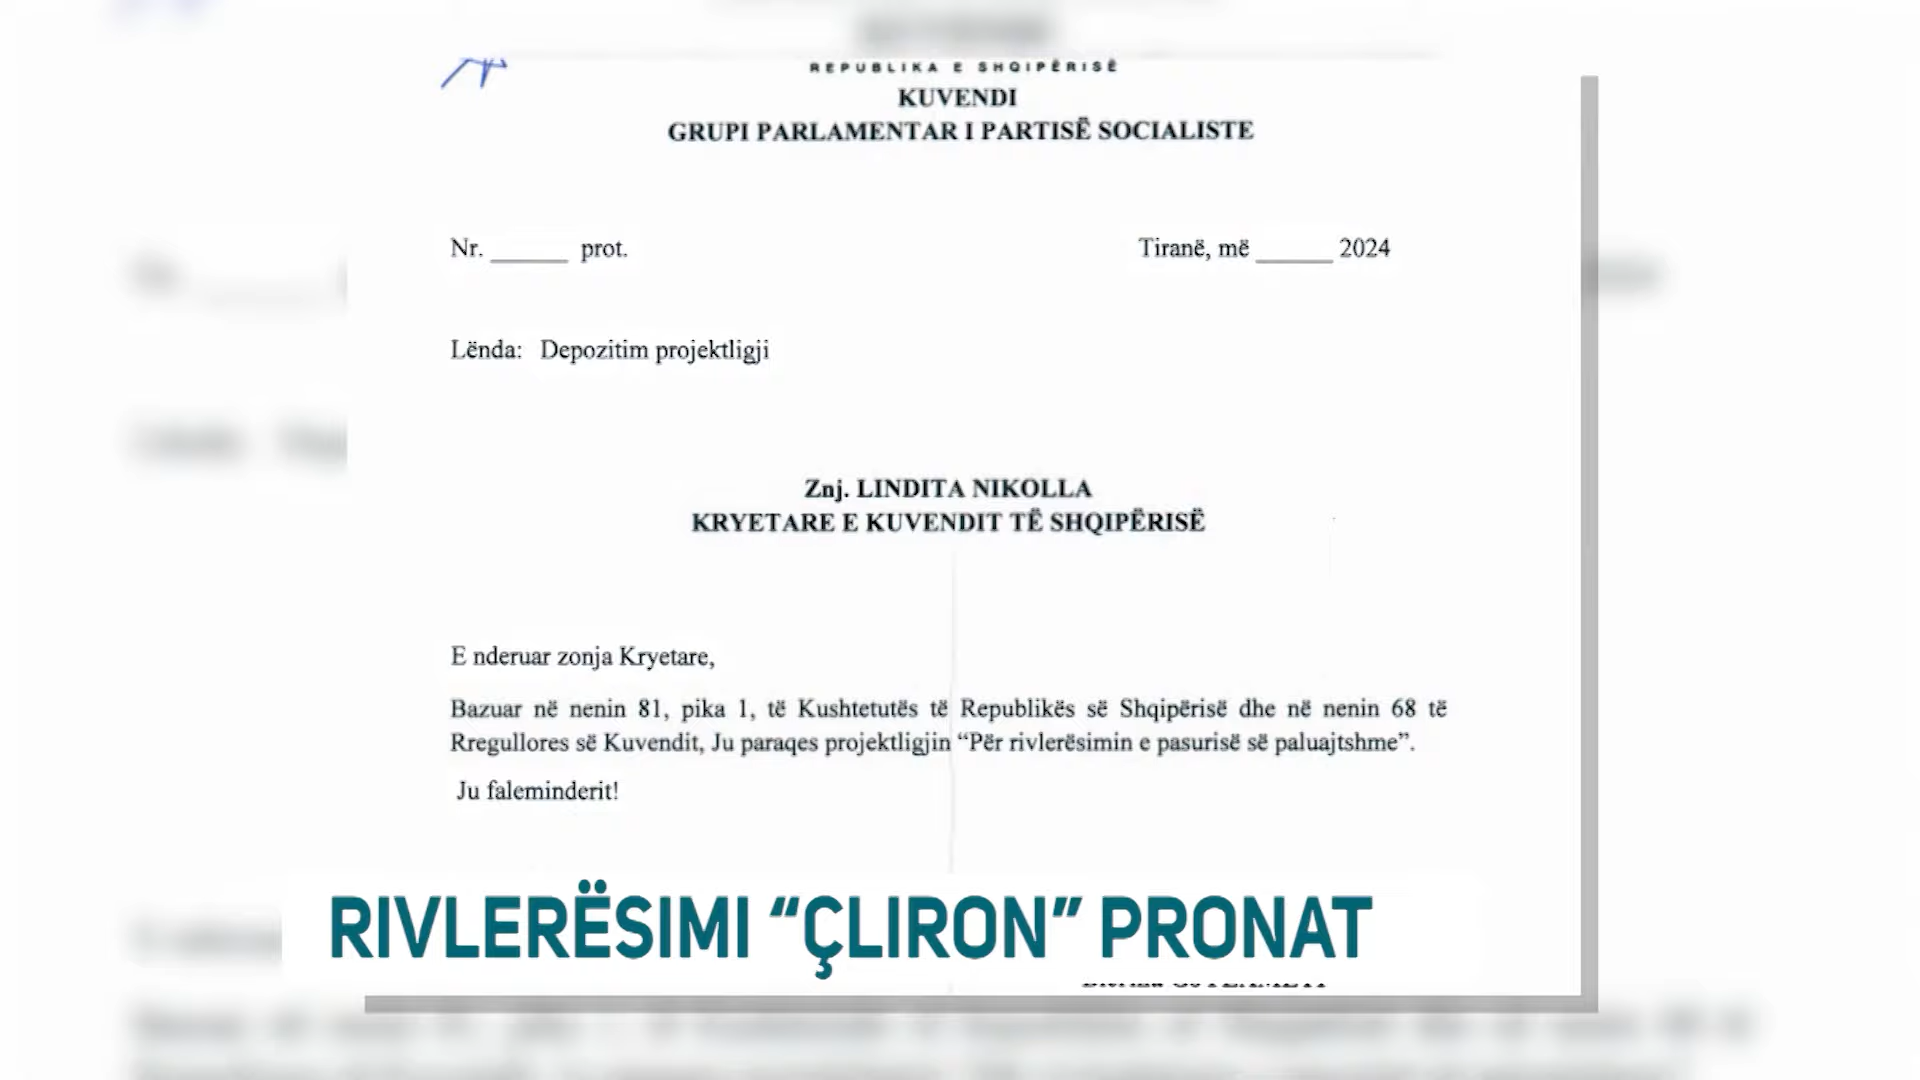 REPUBLIKA E SHQIPËRISË
KUVENDI
GRUPI PARLAMENTAR I PARTISË SOCIALISTE
Nr. ______ prot.
Tiranë, më ______ 2024
Lënda: Depozitim projektligji
Znj. LINDITA NIKOLLA
KRYETARE E KUVENDIT TË SHQIPËRISË
E nderuar zonja Kryetare,
Bazuar në nenin 81, pika 1, të Kushtetutës të Republikës së Shqipërisë dhe në nenin 68 të
Rregullores së Kuvendit, Ju paraqes projektligjin “Për rivlerësimin e pasurisë së paluajtshme”.
Ju faleminderit!
RIVLERËSIMI “ÇLIRON” PRONAT